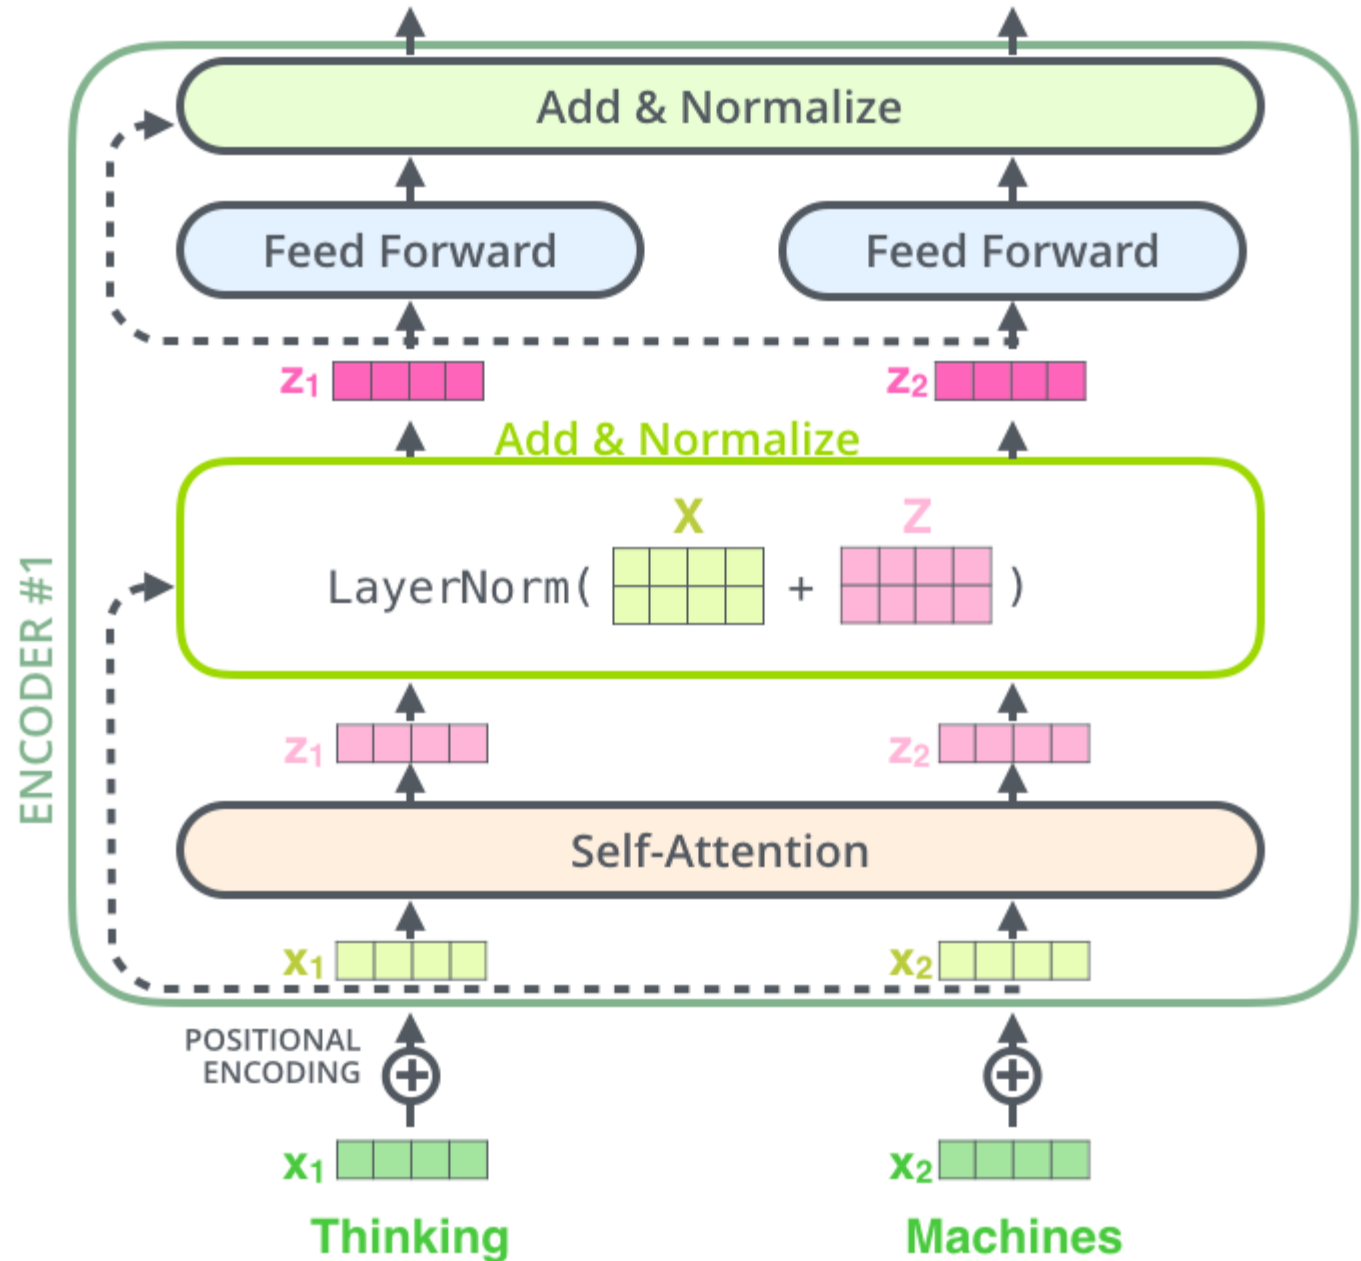 Add & Normalize
Feed Forward Feed Forward
z1 z2
Add & Normalize
X Z
LayerNorm( + )
ENCODER #1
z1 z2
Self-Attention
x1 x2
POSITIONAL
ENCODING
x1 x2
Thinking Machines